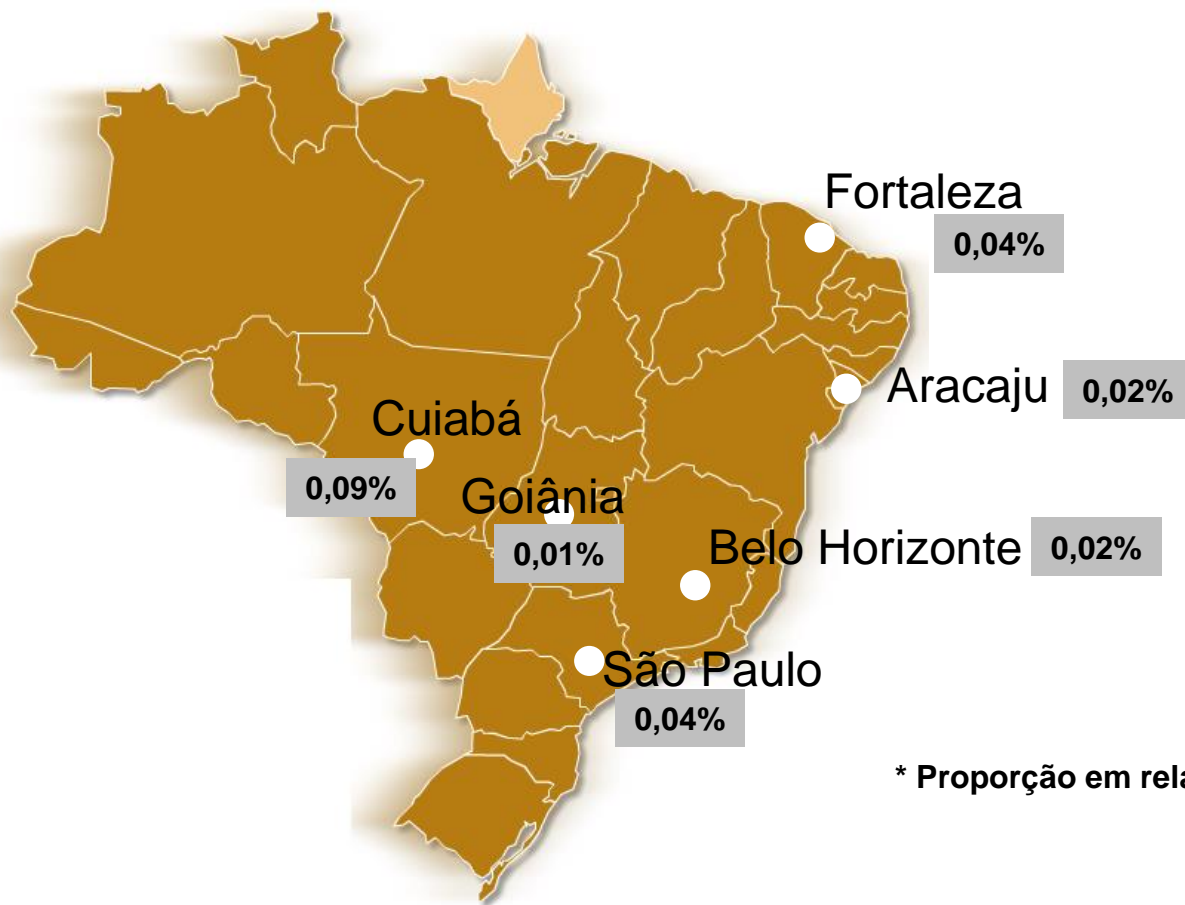 Fortaleza
0,04%
Aracaju
0,02%
Cuiabá
0,09%
Goiânia
0,01%
Belo Horizonte
0,02%
São Paulo
0,04%
* Proporção em